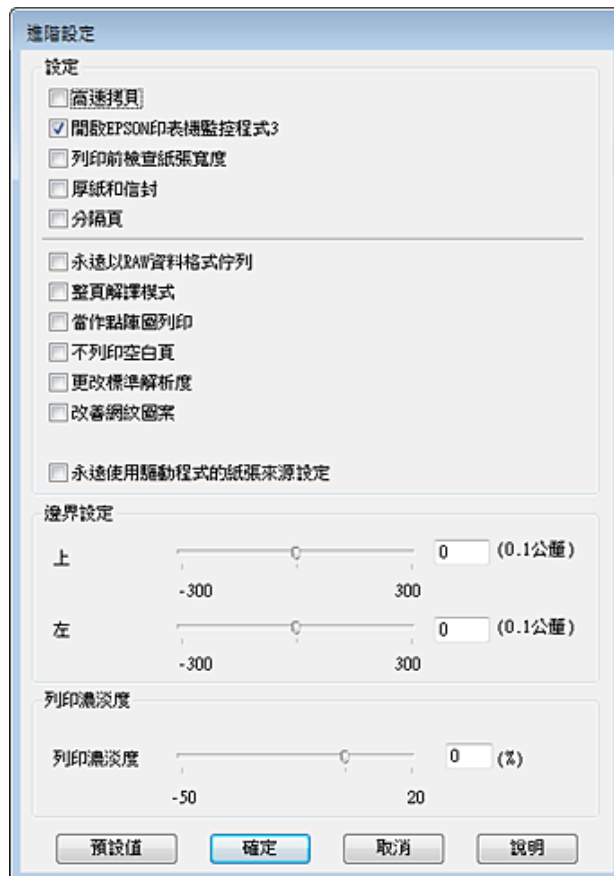 進階設定
設定
高速拷貝
開啟EPSON印表機監控程式3
列印前檢查紙張寬度
厚紙和信封
分隔頁
永遠以RAW資料格式佇列
整頁解譯模式
當作點陣圖列印
不列印空白頁
更改標準解析度
改善網紋圖案
永遠使用驅動程式的紙張來源設定
邊界設定
上 0 (0.1公釐)
-300 300
左 0 (0.1公釐)
-300 300
列印濃淡度
列印濃淡度 0 (%)
-50 20
預設值 確定 取消 說明